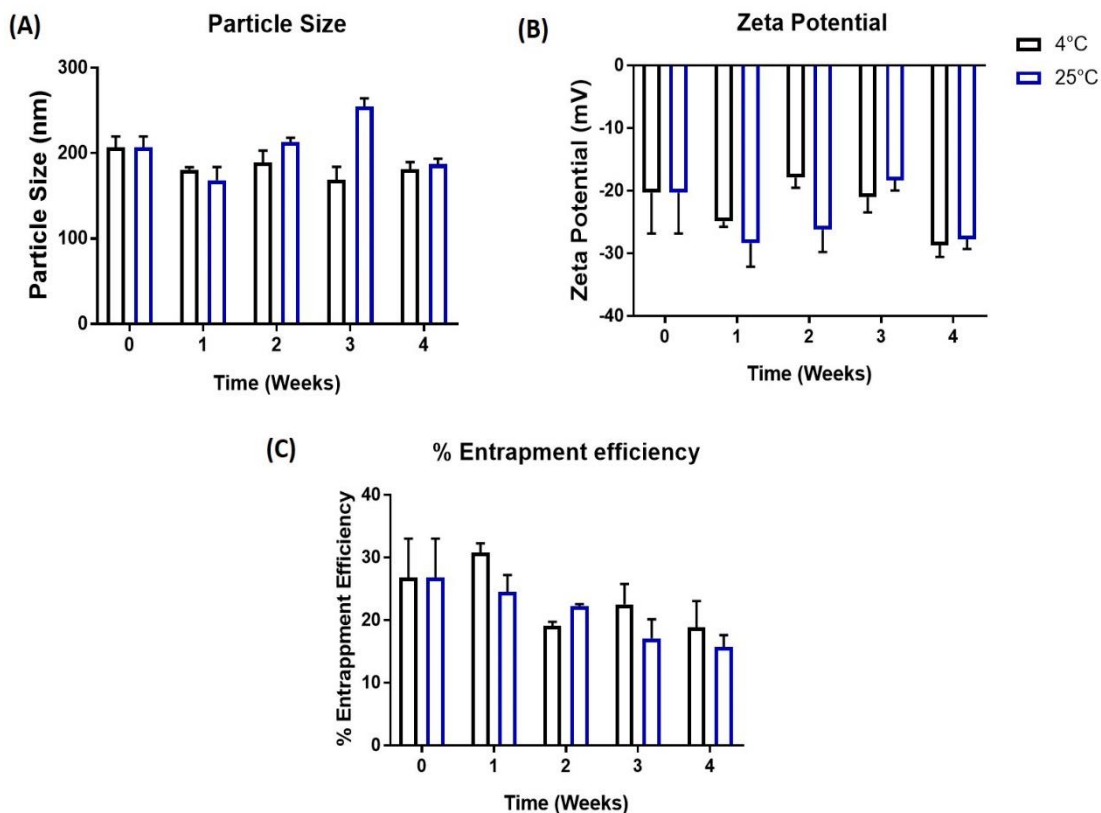 (A)
Particle Size
Particle Size (nm)
300
200
100
0
0 1 2 3 4
Time (Weeks)
(B)
Zeta Potential
Zeta Potential (mV)
0
-10
-20
-30
-40
0 1 2 3 4
Time (Weeks)
4°C
25°C
(C)
% Entrapment efficiency
% Entrappment Efficiency
40
30
20
10
0
0 1 2 3 4
Time (Weeks)